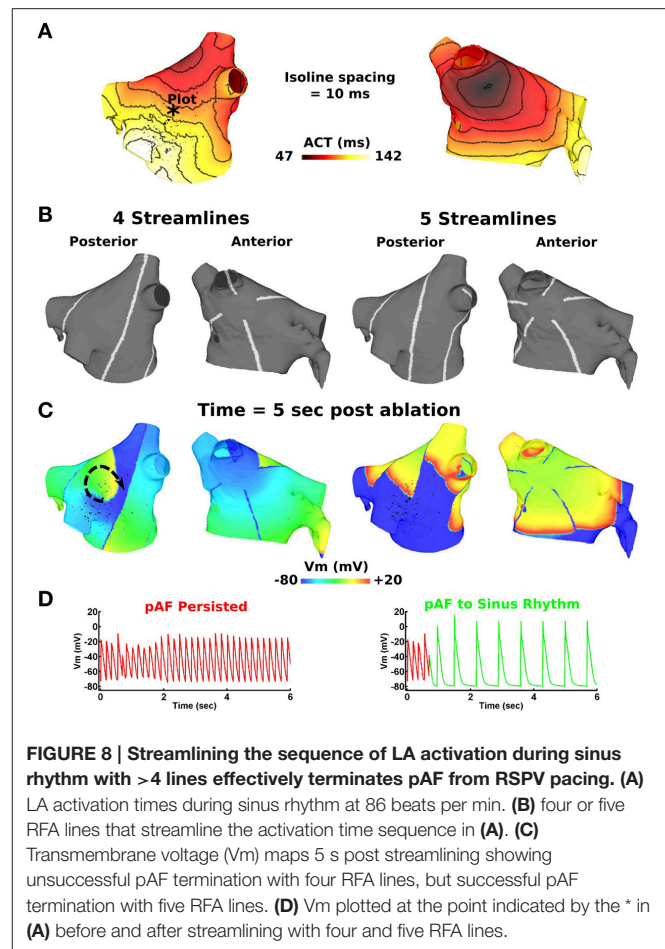 A
Plot
*
Isoline spacing
= 10 ms
ACT (ms)
47 142
B
4 Streamlines 5 Streamlines
Posterior Anterior Posterior Anterior
C
Time = 5 sec post ablation
Vm (mV)
-80 +20
D
pAF Persisted
Vm (mV)
20
0
-20
-40
-60
-80
0 2 4 6
Time (sec)
pAF to Sinus Rhythm
Vm (mV)
20
0
-20
-40
-60
-80
0 2 4 6
Time (sec)
FIGURE 8 | Streamlining the sequence of LA activation during sinus
rhythm with >4 lines effectively terminates pAF from RSPV pacing. (A)
LA activation times during sinus rhythm at 86 beats per min. (B) four or five
RFA lines that streamline the activation time sequence in (A). (C)
Transmembrane voltage (Vm) maps 5 s post streamlining showing
unsuccessful pAF termination with four RFA lines, but successful pAF
termination with five RFA lines. (D) Vm plotted at the point indicated by the * in
(A) before and after streamlining with four and five RFA lines.